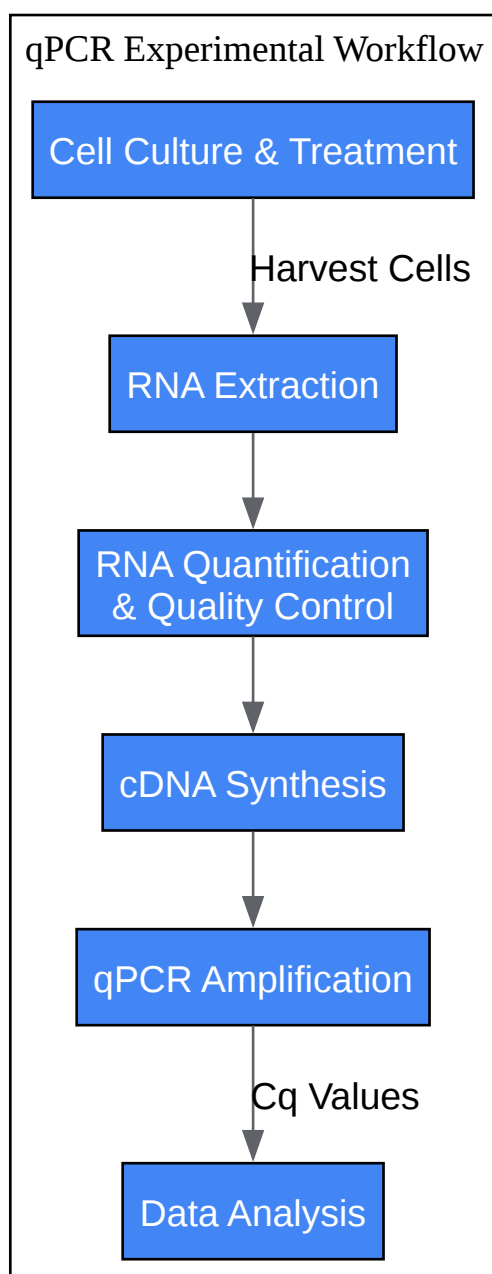 qPCR Experimental Workflow
Cell Culture & Treatment
Harvest Cells
RNA Extraction
RNA Quantification
& Quality Control
cDNA Synthesis
qPCR Amplification
Cq Values
Data Analysis